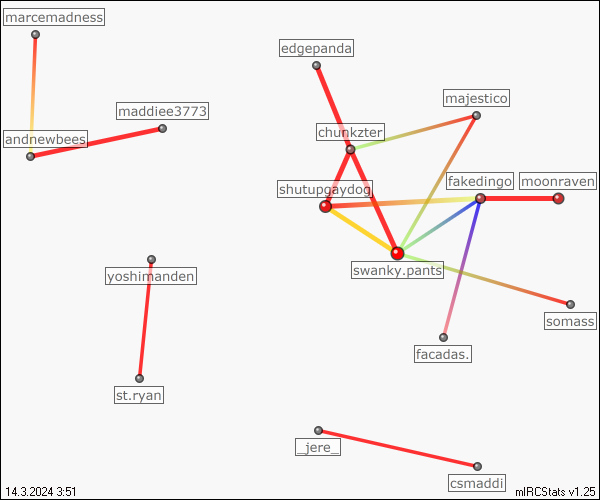 marcemadness
edgepanda
majestico
maddiee3773
chunkzter
andnewbees
shutupgaydog
fakedingo
moonraven
swanky.pants
yoshimanden
somass
facadas.
st.ryan
_jere_
csmaddi
14.3.2024 3:51
mIRCStats v1.25